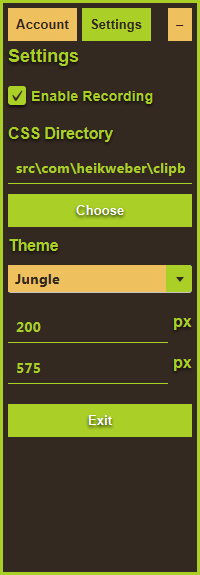 Account Settings –
Settings
Enable Recording
CSS Directory
src\com\heikweber\clipb
Choose
Theme
Jungle
200 px
575 px
Exit